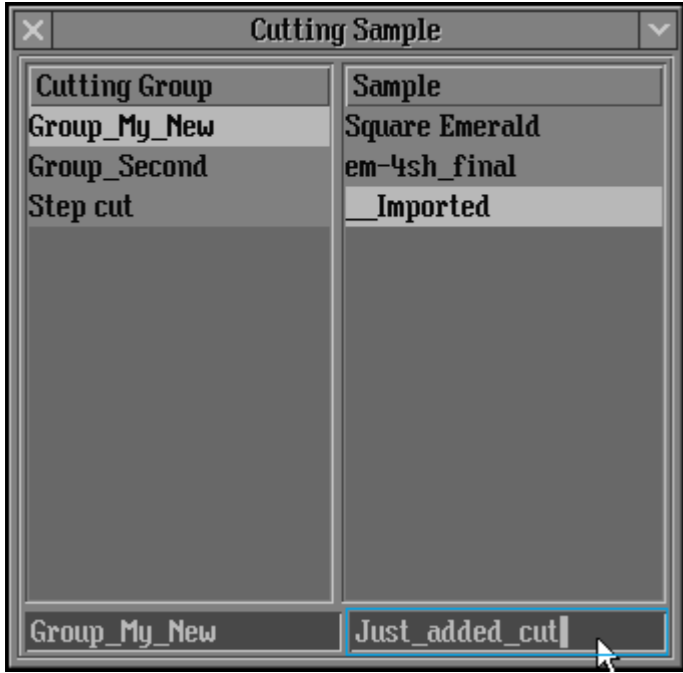 Cutting Sample
Cutting Group
Group_My_New
Group_Second
Step cut
Sample
Square Emerald
em-4sh_final
__Imported
Group_My_New
Just_added_cut